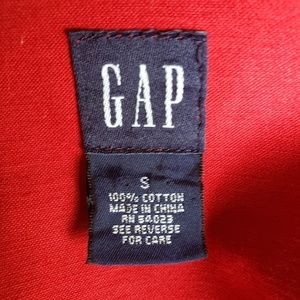 GAP
S
100% COTTON
MADE IN CHINA
RN 54023
SEE REVERSE
FOR CARE